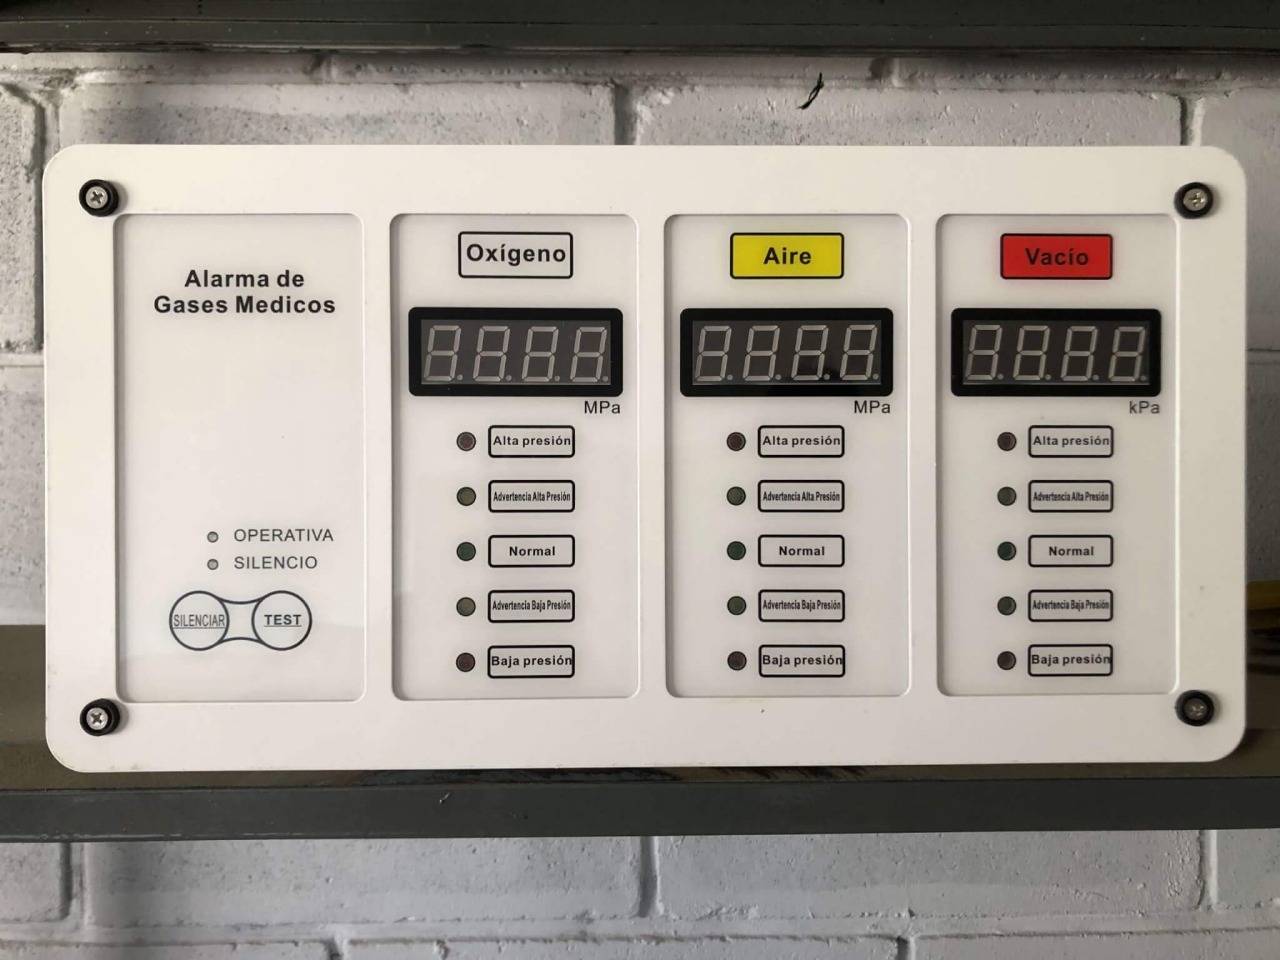 Alarma de
Gases Medicos
OPERATIVA
SILENCIO
SILENCIAR
TEST
Oxígeno
MPa
Alta presión
Advertencia Alta Presión
Normal
Advertencia Baja Presión
Baja presión
Aire
MPa
Alta presión
Advertencia Alta Presión
Normal
Advertencia Baja Presión
Baja presión
Vacío
kPa
Alta presión
Advertencia Alta Presión
Normal
Advertencia Baja Presión
Baja presión